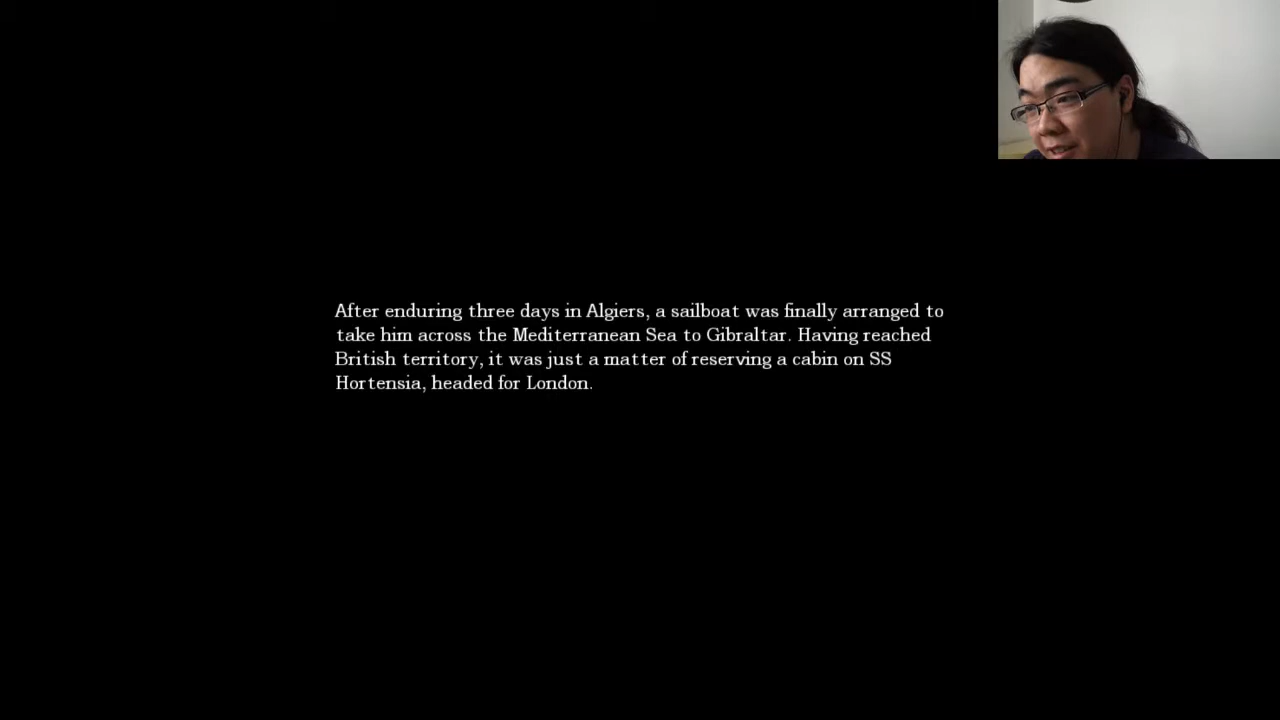 After enduring three days in Algiers, a sailboat was finally arranged to
take him across the Mediterranean Sea to Gibraltar. Having reached
British territory, it was just a matter of reserving a cabin on SS
Hortensia, headed for London.